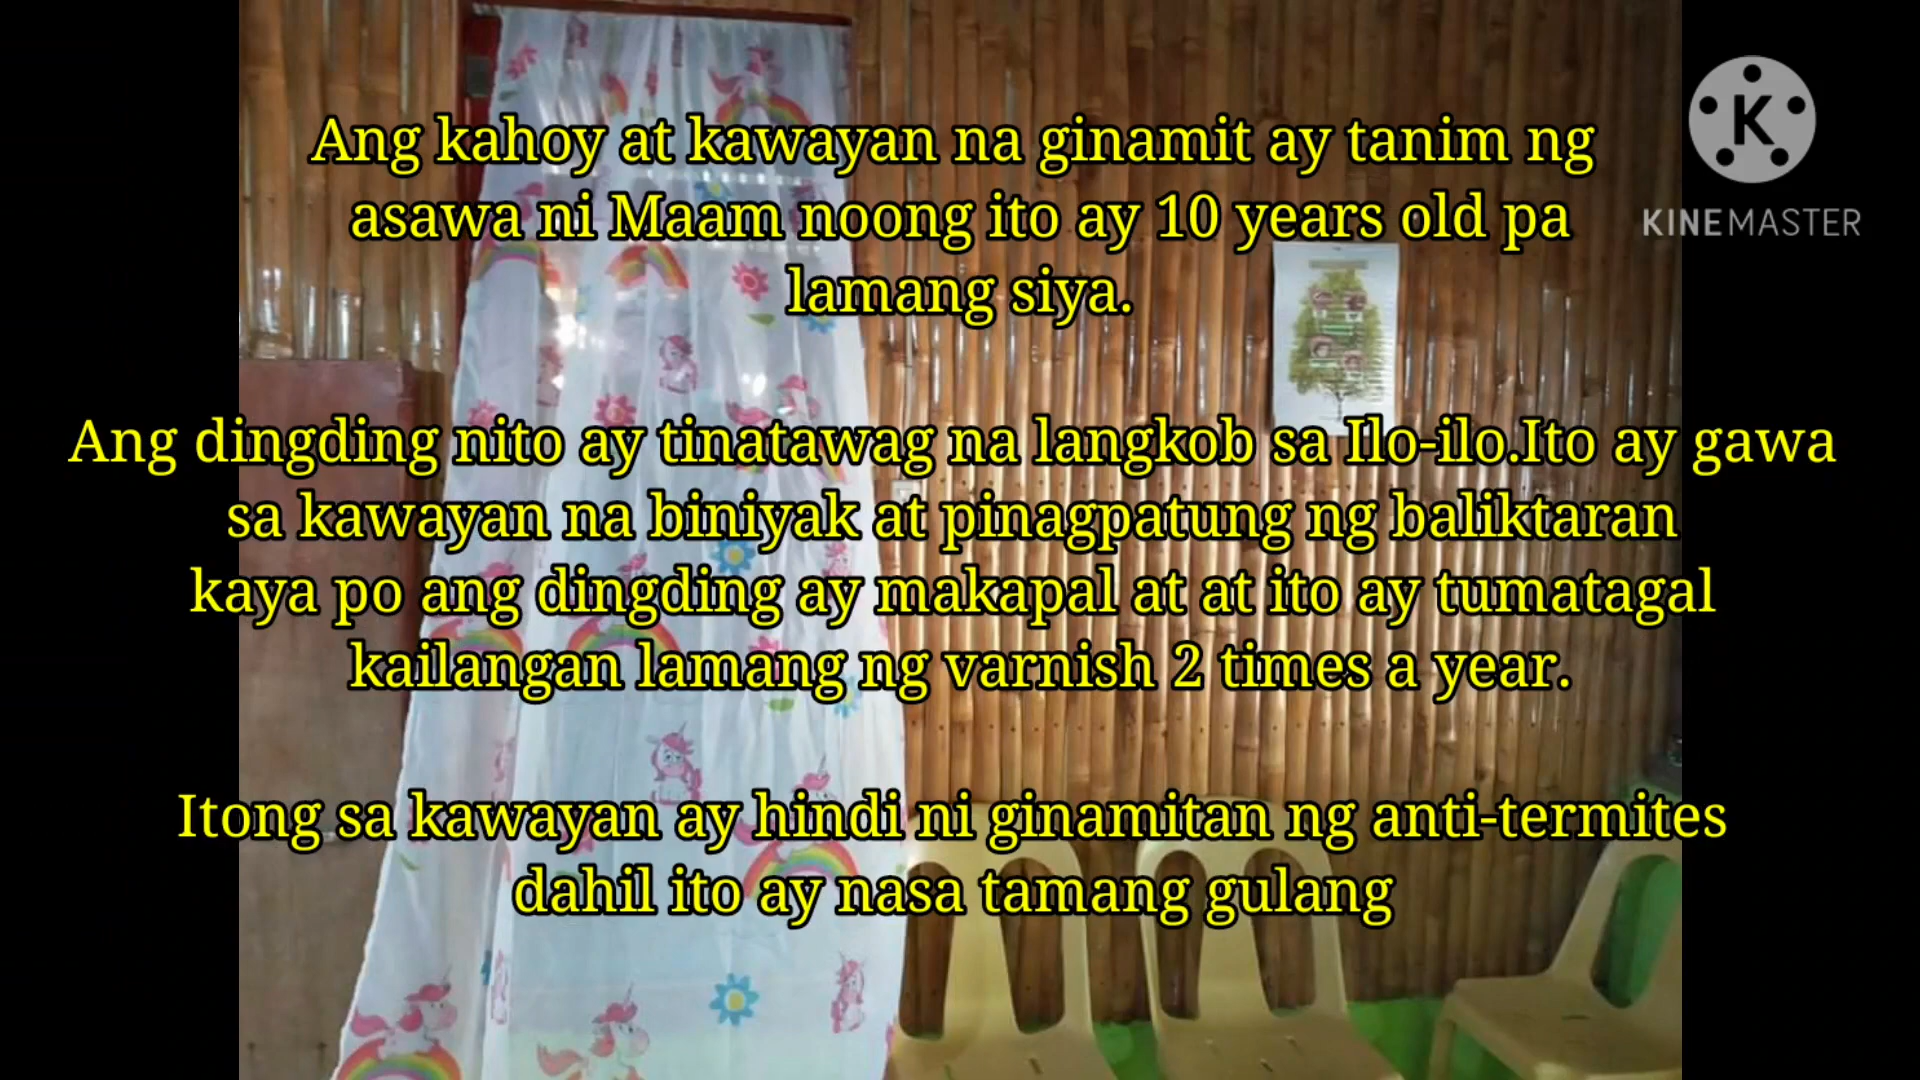 Ang kahoy at kawayan na ginamit ay tanim ng
asawa ni Maam noong ito ay 10 years old pa
lamang siya.
Ang dingding nito ay tinatawag na langkob sa Ilo-ilo.Ito ay gawa
sa kawayan na biniyak at pinagpatung ng baliktaran
kaya po ang dingding ay makapal at at ito ay tumatagal
kailangan lamang ng varnish 2 times a year.
Itong sa kawayan ay hindi ni ginamitan ng anti-termites
dahil ito ay nasa tamang gulang
K
KINEMASTER